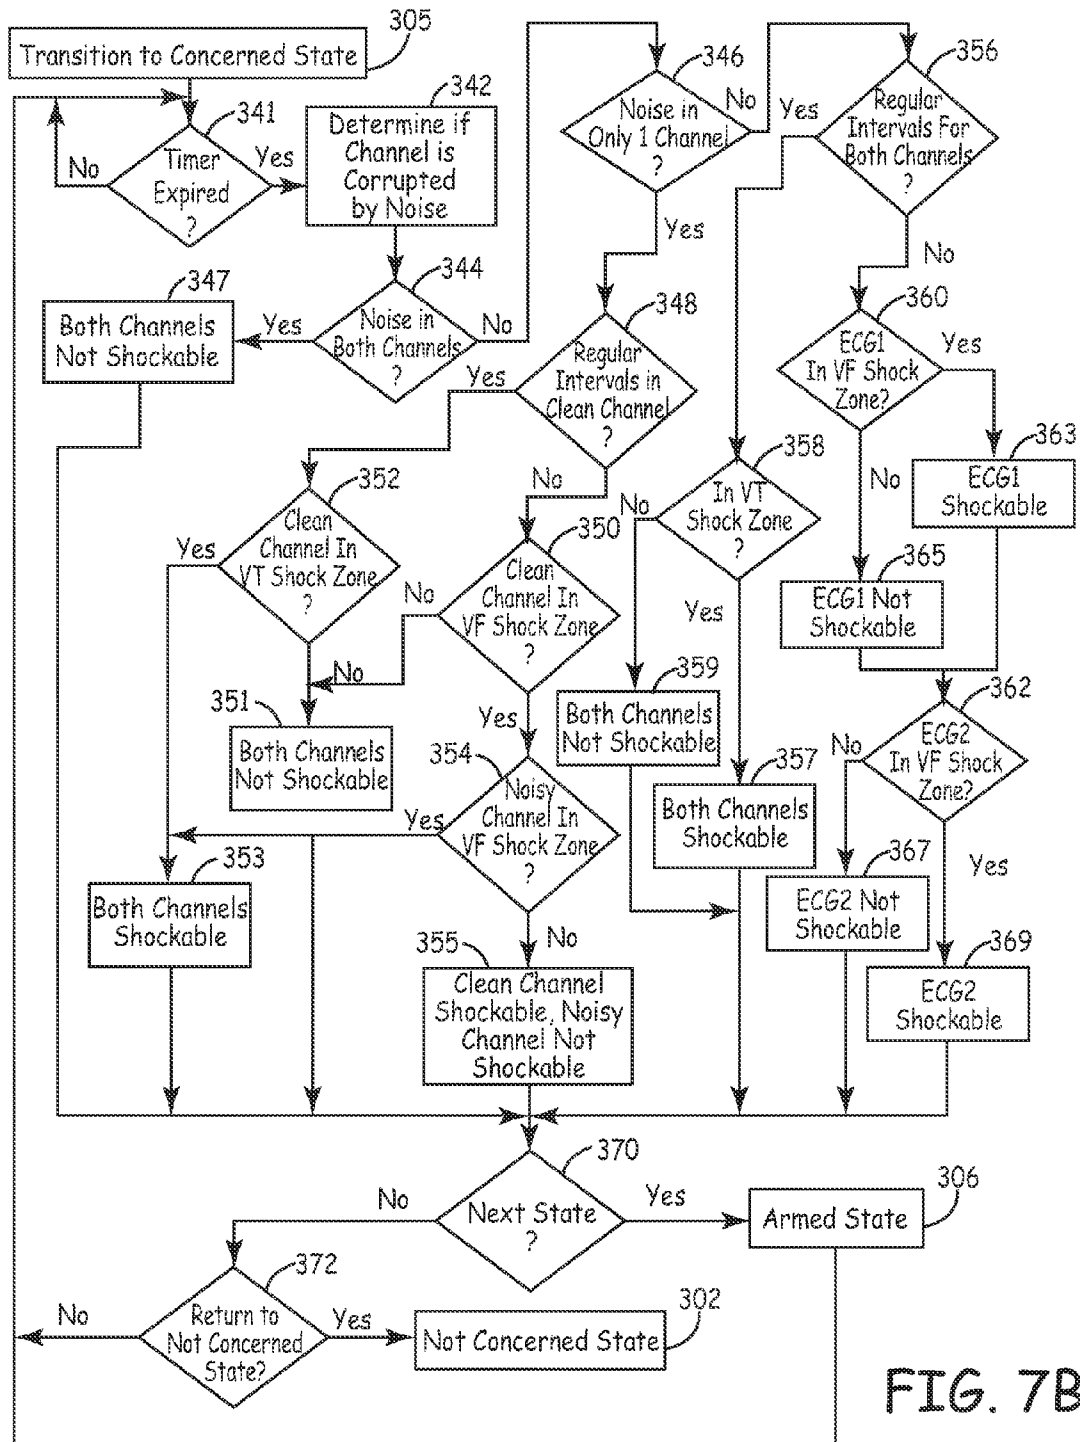 305
Transition to Concerned State
341
Timer
Expired
?
No
Yes
342
Determine if
Channel is
Corrupted
by Noise
344
Noise in
Both Channels
?
Yes
No
347
Both Channels
Not Shockable
346
Noise in
Only 1 Channel
?
No
Yes
356
Regular
Intervals For
Both Channels
?
Yes
No
348
Regular
Intervals in
Clean Channel
?
Yes
No
360
ECG1
In VF Shock
Zone?
Yes
No
363
ECG1
Shockable
352
Clean
Channel In
VT Shock Zone
?
Yes
No
350
Clean
Channel In
VF Shock Zone
?
No
Yes
358
In VT
Shock Zone
?
No
Yes
365
ECG1 Not
Shockable
351
Both Channels
Not Shockable
354
Noisy
Channel In
VF Shock Zone
?
Yes
No
359
Both Channels
Not Shockable
357
Both Channels
Shockable
362
ECG2
In VF Shock
Zone?
No
Yes
353
Both Channels
Shockable
355
Clean Channel
Shockable, Noisy
Channel Not
Shockable
367
ECG2 Not
Shockable
369
ECG2
Shockable
370
Next State
?
No
Yes
306
Armed State
372
Return to
Not Concerned
State?
No
Yes
302
Not Concerned State
FIG. 7B